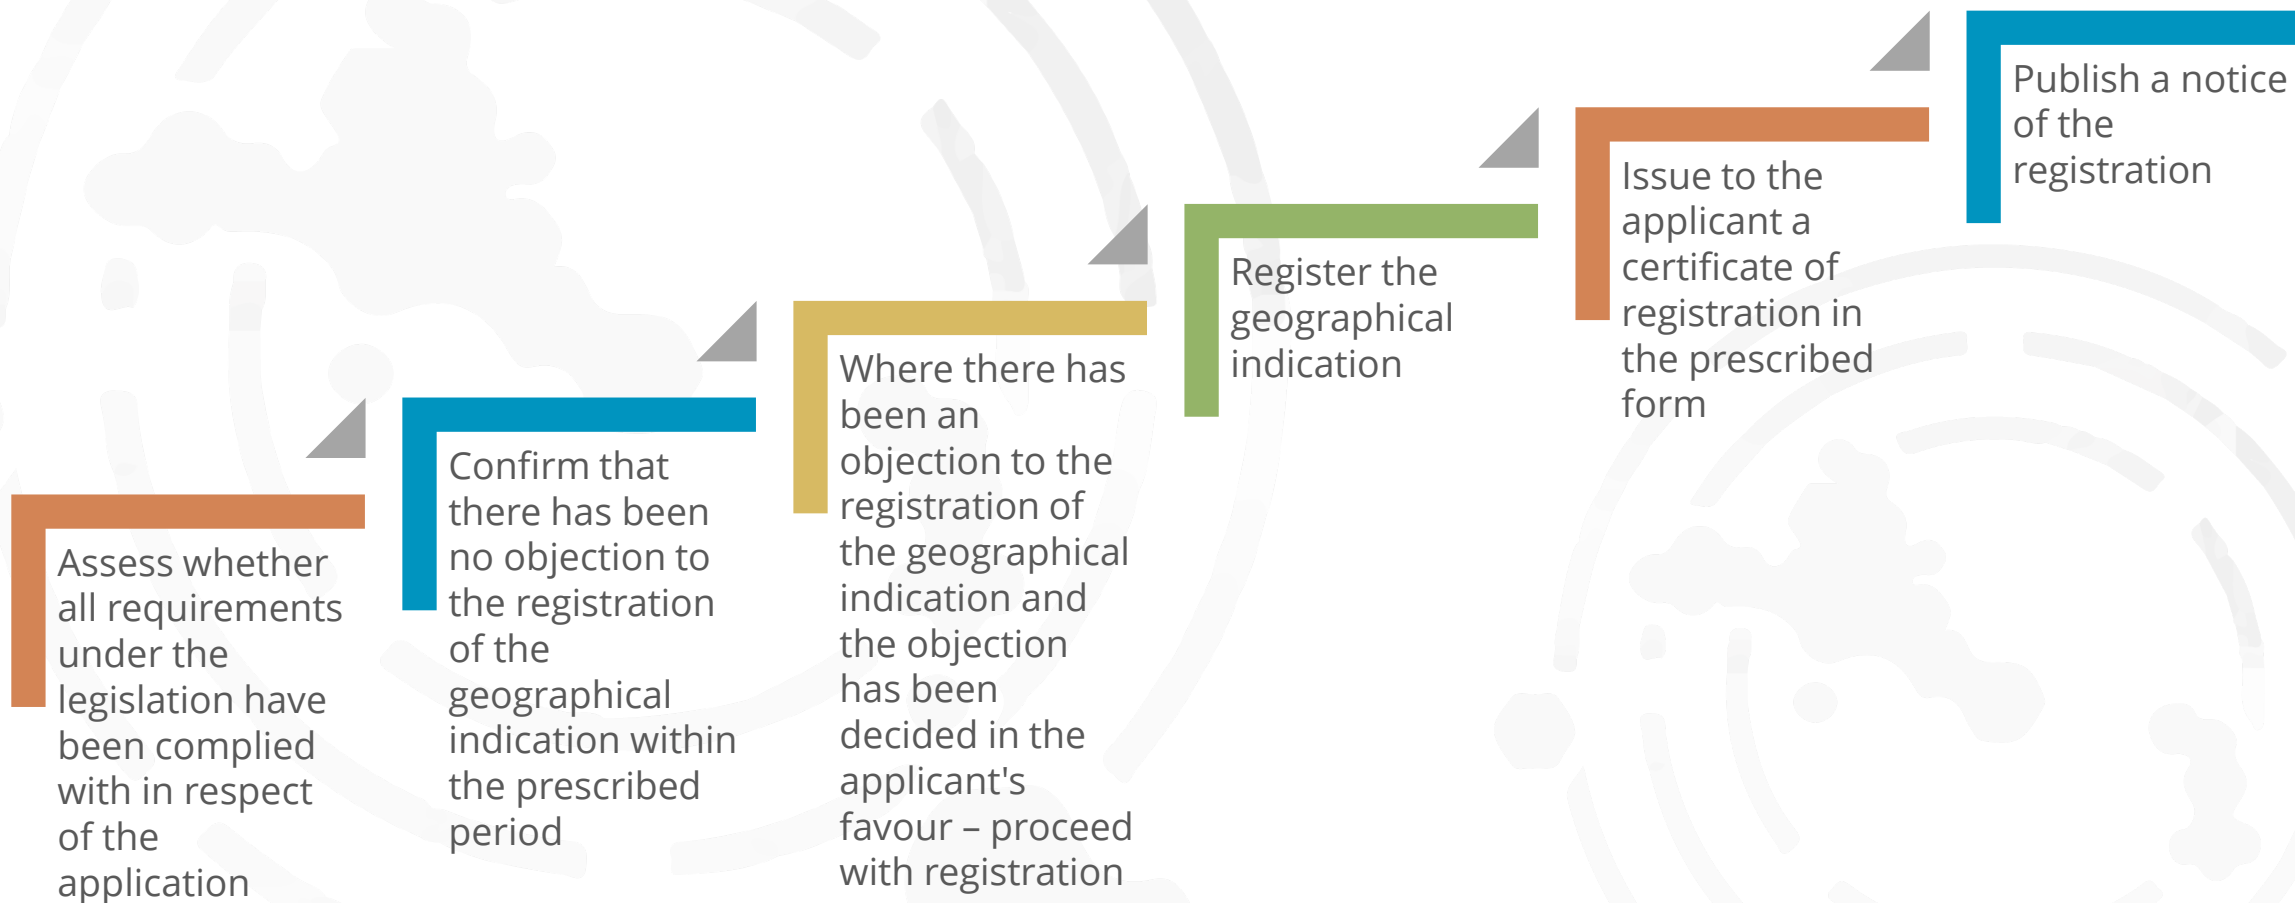 Assess whether
all requirements
under the
legislation have
been complied
with in respect
of the
application
Confirm that
there has been
no objection to
the registration
of the
geographical
indication within
the prescribed
period
Where there has
been an
objection to the
registration of
the geographical
indication and
the objection
has been
decided in the
applicant's
favour – proceed
with registration
Register the
geographical
indication
Issue to the
applicant a
certificate of
registration in
the prescribed
form
Publish a notice
of the
registration